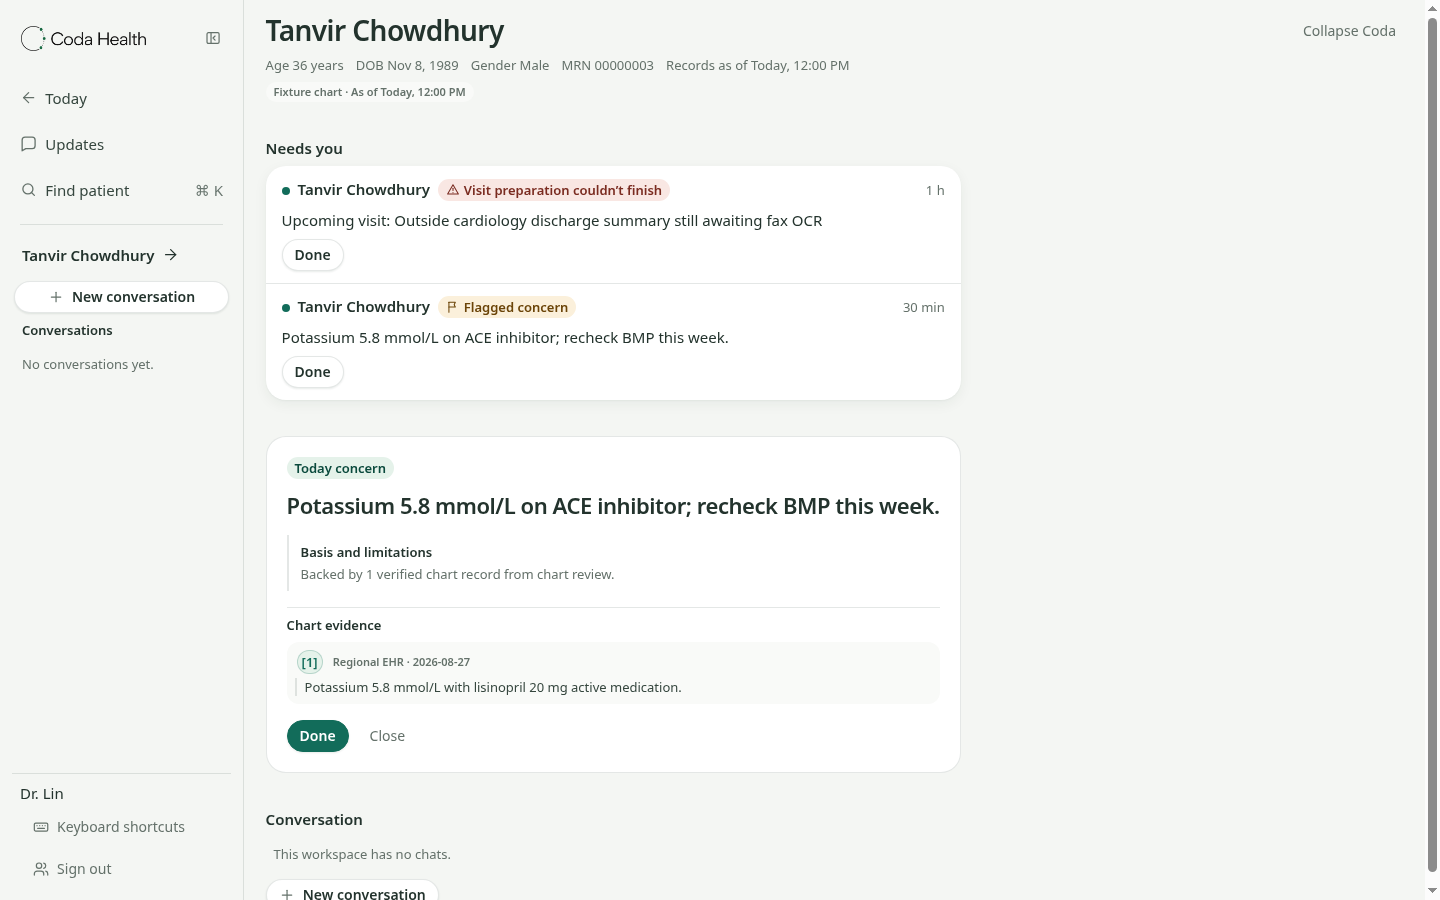 Coda Health
Today
Updates
Find patient ⌘ K
Tanvir Chowdhury
New conversation
Conversations
No conversations yet.
Dr. Lin
Keyboard shortcuts
Sign out
Tanvir Chowdhury
Collapse Coda
Age 36 years DOB Nov 8, 1989 Gender Male MRN 00000003 Records as of Today, 12:00 PM
Fixture chart · As of Today, 12:00 PM
Needs you
Tanvir Chowdhury Visit preparation couldn’t finish 1 h
Upcoming visit: Outside cardiology discharge summary still awaiting fax OCR
Done
Tanvir Chowdhury Flagged concern 30 min
Potassium 5.8 mmol/L on ACE inhibitor; recheck BMP this week.
Done
Today concern
Potassium 5.8 mmol/L on ACE inhibitor; recheck BMP this week.
Basis and limitations
Backed by 1 verified chart record from chart review.
Chart evidence
[1] Regional EHR · 2026-08-27
Potassium 5.8 mmol/L with lisinopril 20 mg active medication.
Done Close
Conversation
This workspace has no chats.
New conversation